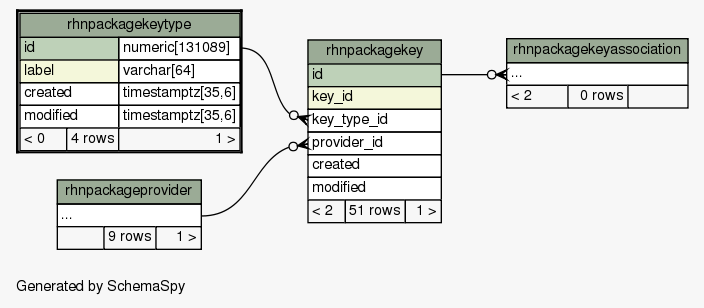 rhnpackagekeytype
id numeric[131089]
label varchar[64]
created timestamptz[35,6]
modified timestamptz[35,6]
< 0 4 rows 1 >
rhnpackagekey
id
key_id
key_type_id
provider_id
created
modified
< 2 51 rows 1 >
rhnpackagekeyassociation
...
< 2 0 rows
rhnpackageprovider
...
9 rows 1 >
Generated by SchemaSpy